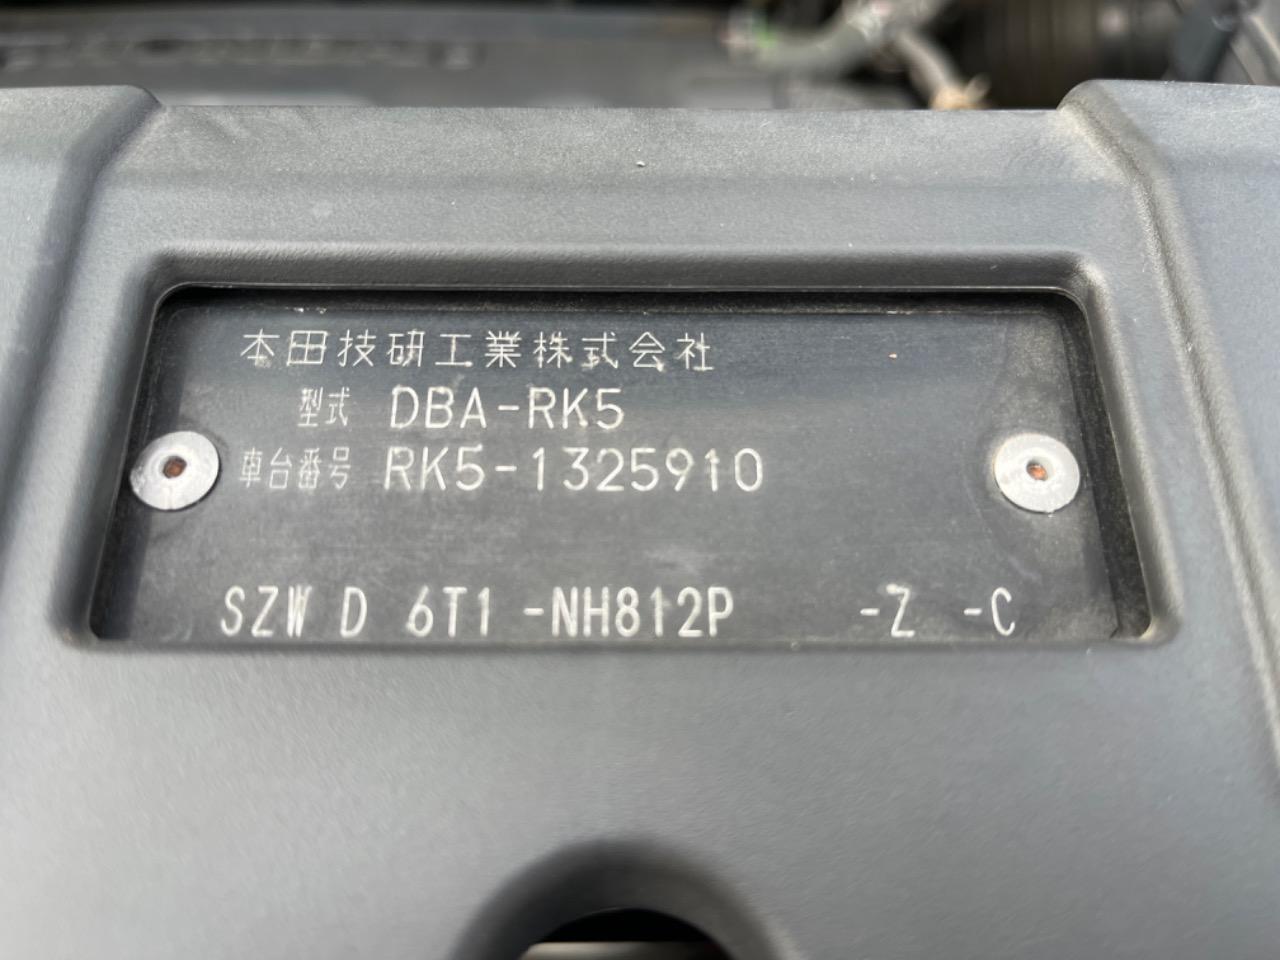 本田技研工業株式会社
型式 DBA-RK5
車台番号 RK5-1325910
SZW D 6T1 -NH812P -Z -C